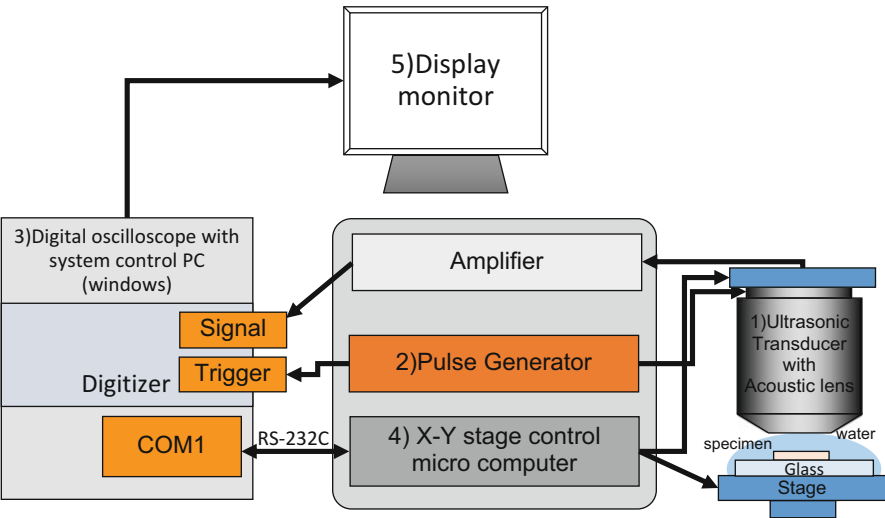 5)Display
monitor
3)Digital oscilloscope with
system control PC
(windows)
Amplifier
Signal
1)Ultrasonic
Transducer
with
Acoustic lens
2)Pulse Generator
Trigger
Digitizer
COM1
RS-232C
4) X-Y stage control
micro computer
specimen
water
Glass
Stage